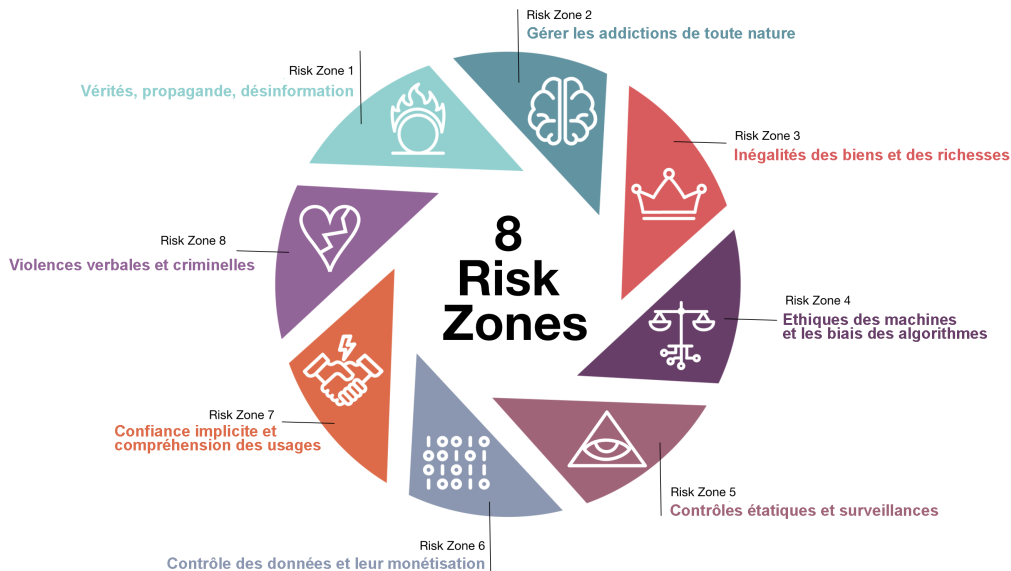 Risk Zone 1
Vérités, propagande, désinformation
Risk Zone 2
Gérer les addictions de toute nature
Risk Zone 3
Inégalités des biens et des richesses
Risk Zone 4
Ethiques des machines
et les biais des algorithmes
Risk Zone 5
Contrôles étatiques et surveillances
Risk Zone 6
Contrôle des données et leur monétisation
Risk Zone 7
Confiance implicite et
compréhension des usages
Risk Zone 8
Violences verbales et criminelles
8
Risk
Zones